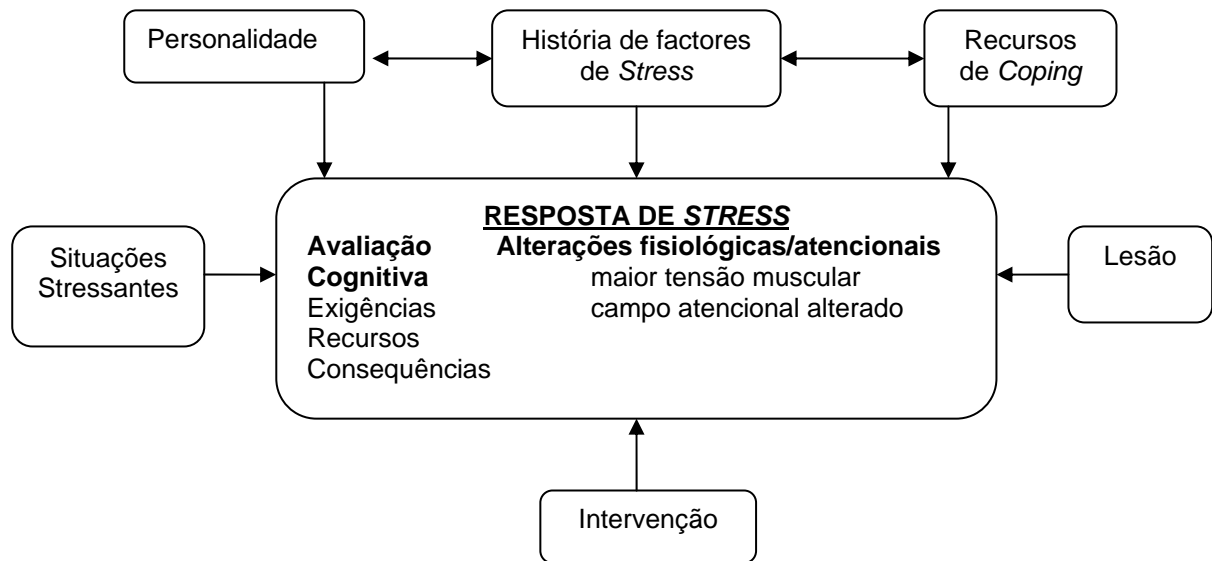 Personalidade
História de factores
de Stress
Recursos
de Coping
RESPOSTA DE STRESS
Avaliação Alterações fisiológicas/atencionais
Cognitiva maior tensão muscular
Exigências campo atencional alterado
Recursos
Consequências
Situações
Stressantes
Lesão
Intervenção